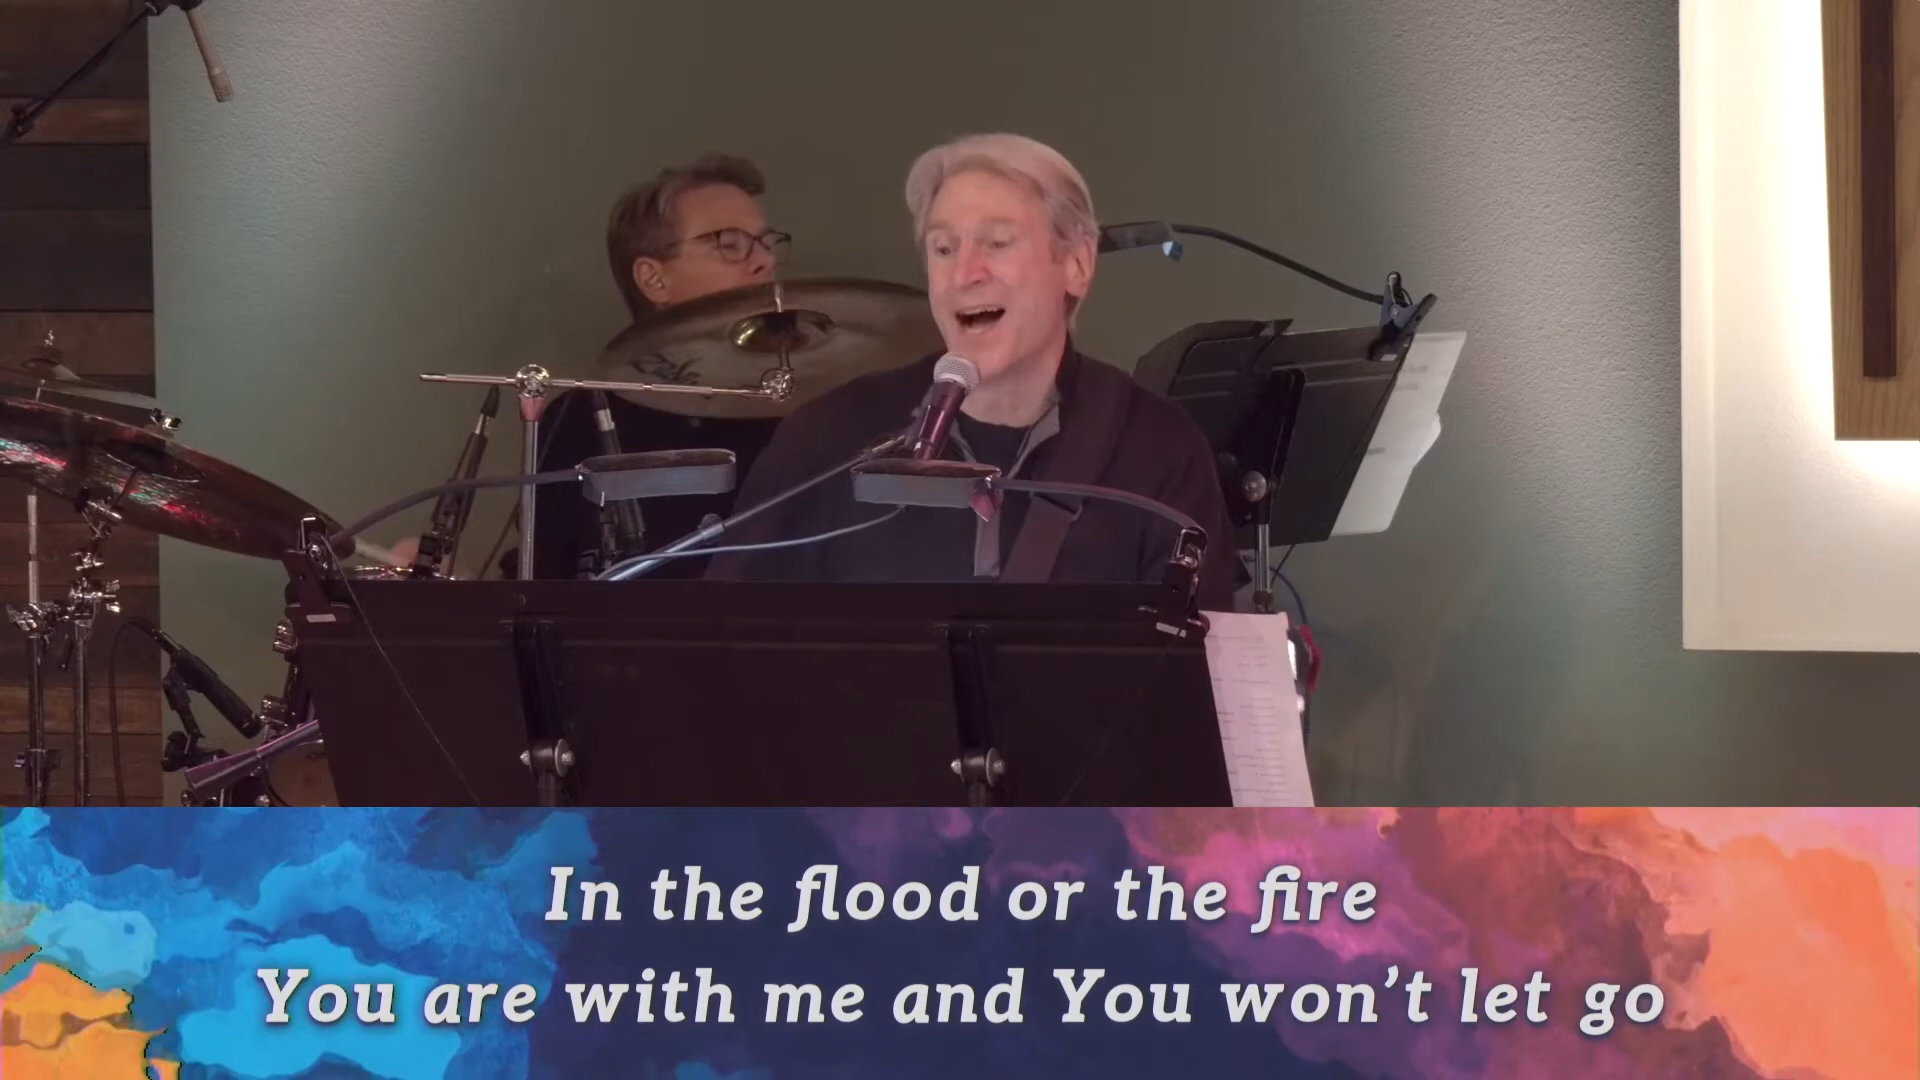 In the flood or the fire
You are with me and You won't let go